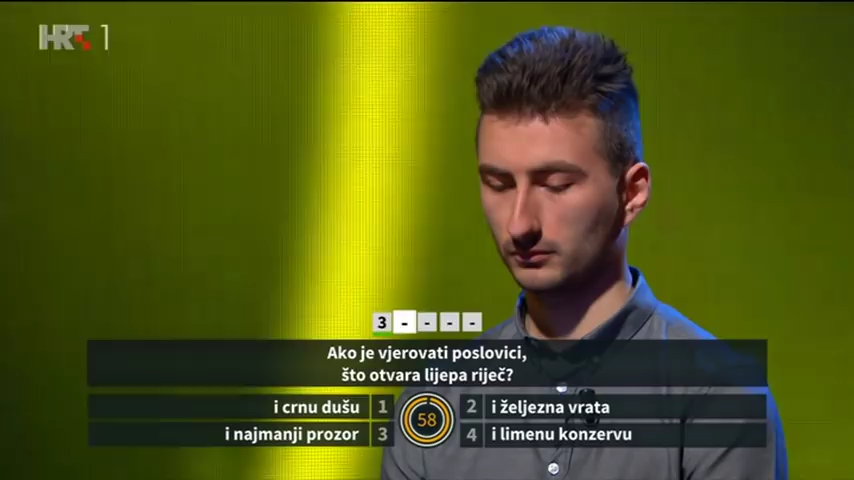 HRT 1
3 - - - -
Ako je vjerovati poslovici,
što otvara lijepa riječ?
i crnu dušu 1
2 i željezna vrata
58
i najmanji prozor 3
4 i limenu konzervu